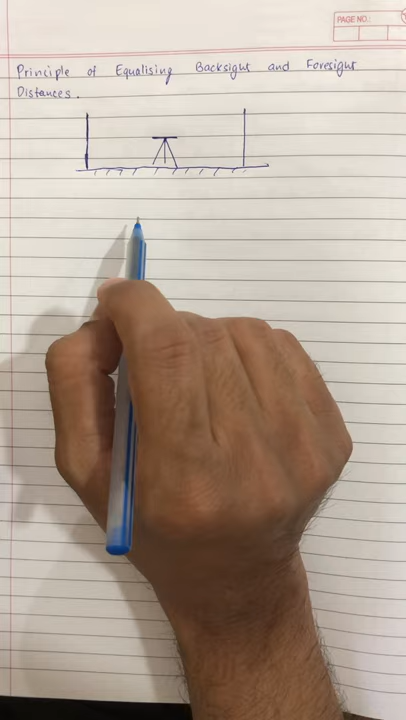 PAGE NO.:
Principle of Equalising Backsight and Foresight
Distances.